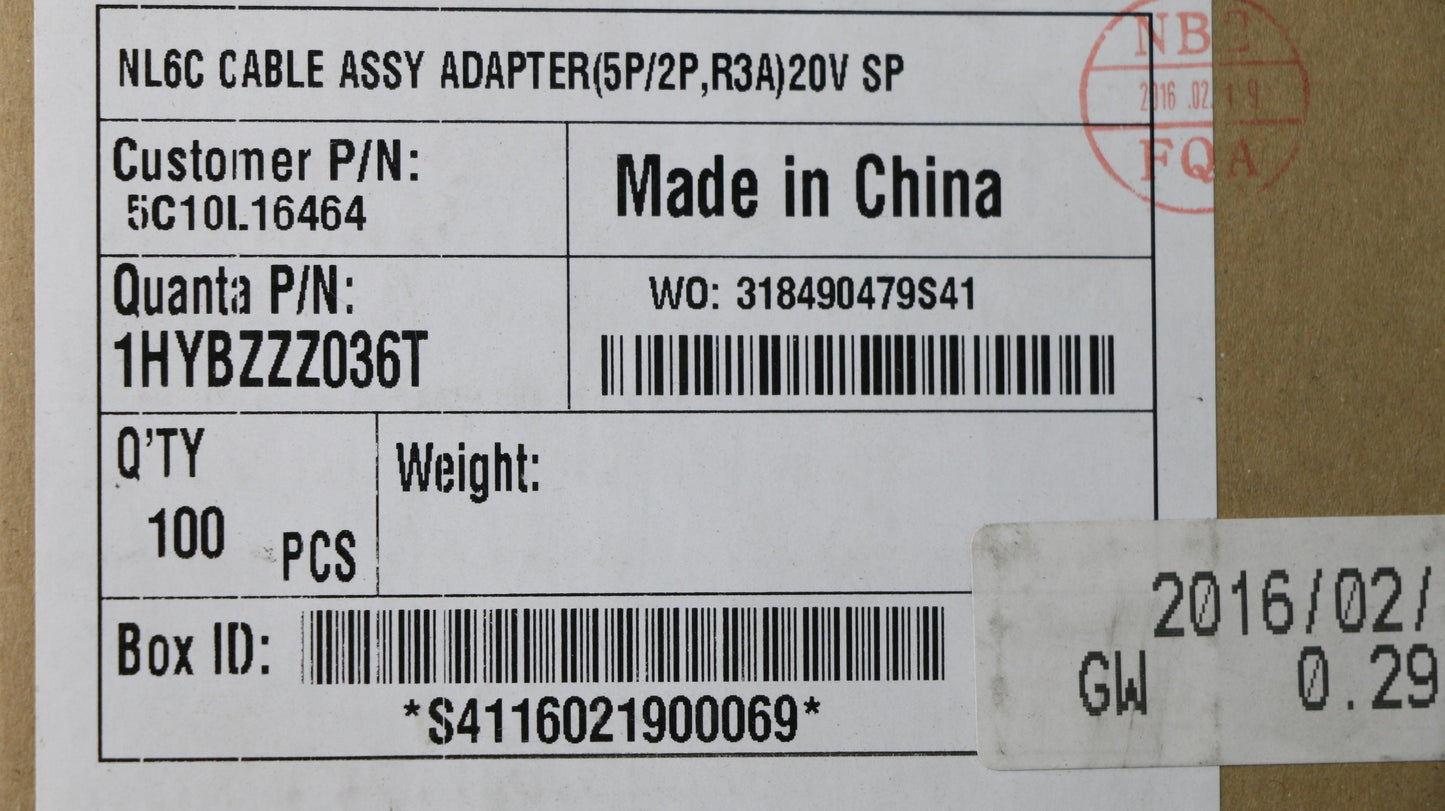 NL6C CABLE ASSY ADAPTER(5P/2P,R3A)20V SP
NB2
2016 .02. 19
FQA
Customer P/N:
5C10L16464
Made in China
Quanta P/N:
1HYBZZZ036T
WO: 318490479S41
Q'TY
100 PCS
Weight:
Box ID:
*S4116021900069*
2016/02/
GW 0.29